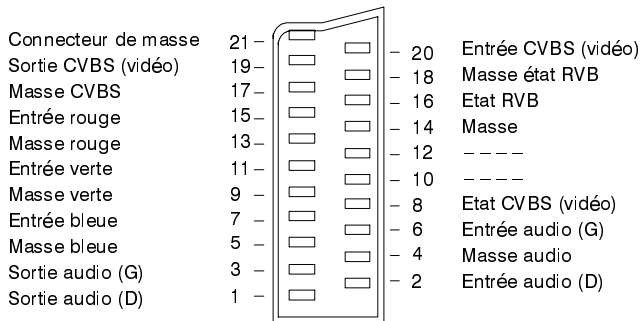 Connecteur de masse 21 –
Sortie CVBS (vidéo) 19 –
Masse CVBS 17 –
Entrée rouge 15 –
Masse rouge 13 –
Entrée verte 11 –
Masse verte 9 –
Entrée bleue 7 –
Masse bleue 5 –
Sortie audio (G) 3 –
Sortie audio (D) 1 –
– 20 Entrée CVBS (vidéo)
– 18 Masse état RVB
– 16 Etat RVB
– 14 Masse
– 12 – – – –
– 10 – – – –
– 8 Etat CVBS (vidéo)
– 6 Entrée audio (G)
– 4 Masse audio
– 2 Entrée audio (D)